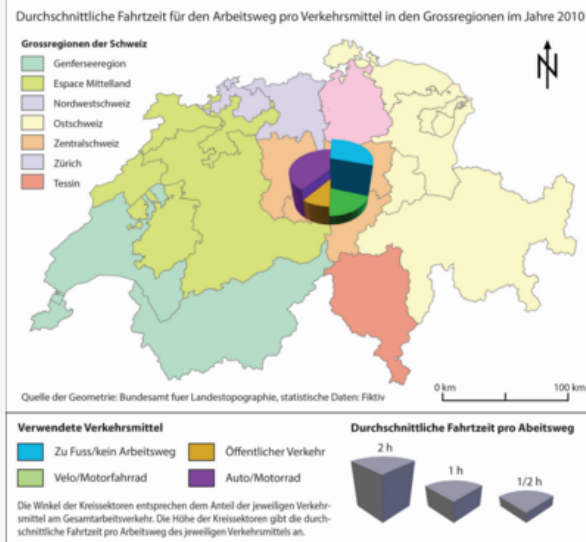 Durchschnittliche Fahrtzeit für den Arbeitsweg pro Verkehrsmittel in den Grossregionen im Jahre 2010
Grossregionen der Schweiz
Genferseeregion
Espace Mittelland
Nordwestschweiz
Ostschweiz
Zentralschweiz
Zürich
Tessin
N
Quelle der Geometrie: Bundesamt fuer Landestopographie, statistische Daten: Fiktiv
0 km
100 km
Verwendete Verkehrsmittel
Zu Fuss/kein Arbeitsweg
Öffentlicher Verkehr
Velo/Motorfahrrad
Auto/Motorrad
Die Winkel der Kreissektoren entsprechen dem Anteil der jeweiligen Verkehr-
smittel am Gesamtarbeitsverkehr. Die Höhe der Kreissektoren gibt die durch-
schnittliche Fahrtzeit pro Arbeitsweg des jeweiligen Verkehrsmittels an.
Durchschnittliche Fahrtzeit pro Abeitsweg
2 h
1 h
1/2 h